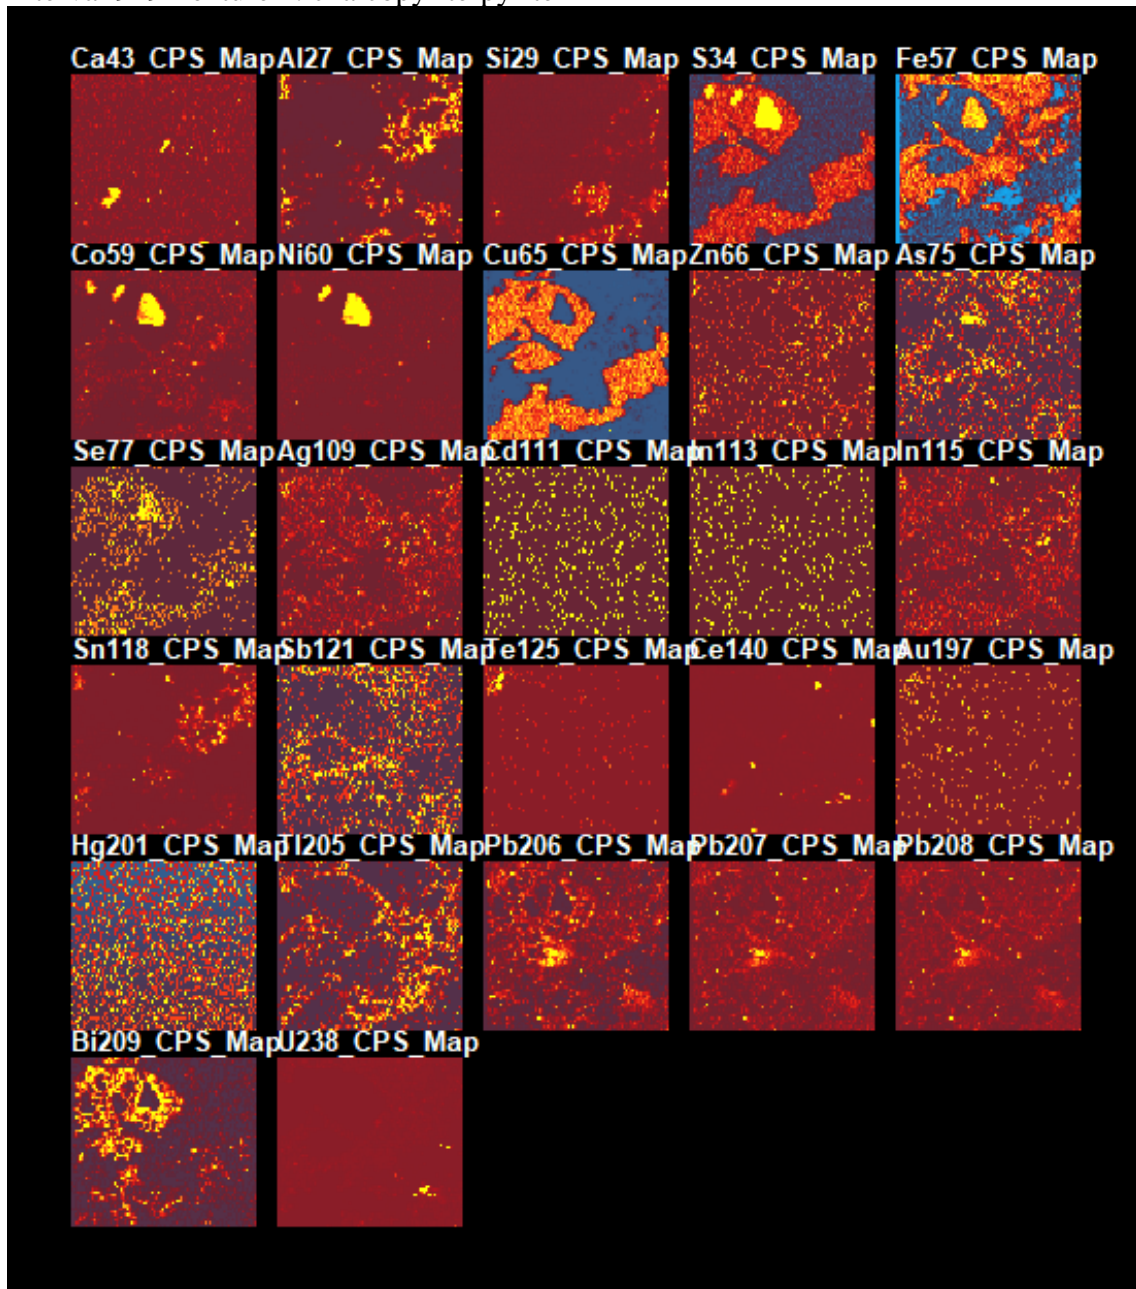 Ca43_CPS_Map Al27_CPS_Map Si29_CPS_Map S34_CPS_Map Fe57_CPS_Map
Co59_CPS_Map Ni60_CPS_Map Cu65_CPS_Map Zn66_CPS_Map As75_CPS_Map
Se77_CPS_Map Ag109_CPS_Map Cd111_CPS_Map In113_CPS_Map In115_CPS_Map
Sn118_CPS_Map Sb121_CPS_Map Te125_CPS_Map Ce140_CPS_Map Au197_CPS_Map
Hg201_CPS_Map Tl205_CPS_Map Pb206_CPS_Map Pb207_CPS_Map Pb208_CPS_Map
Bi209_CPS_Map U238_CPS_Map